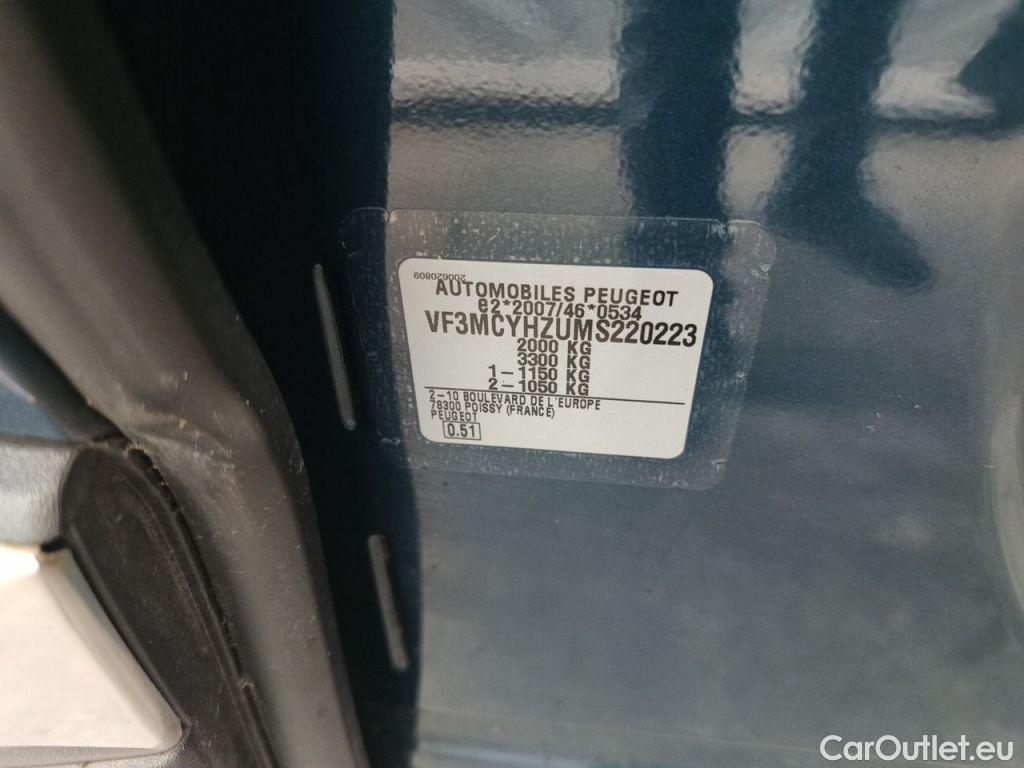 200620809
AUTOMOBILES PEUGEOT
e2*2007/46*0534
VF3MCYHZUMS220223
2000 KG
3300 KG
1-1150 KG
2-1050 KG
2-10 BOULEVARD DE L'EUROPE
78300 POISSY (FRANCE)
PEUGEOT
0.51
CarOutlet.eu